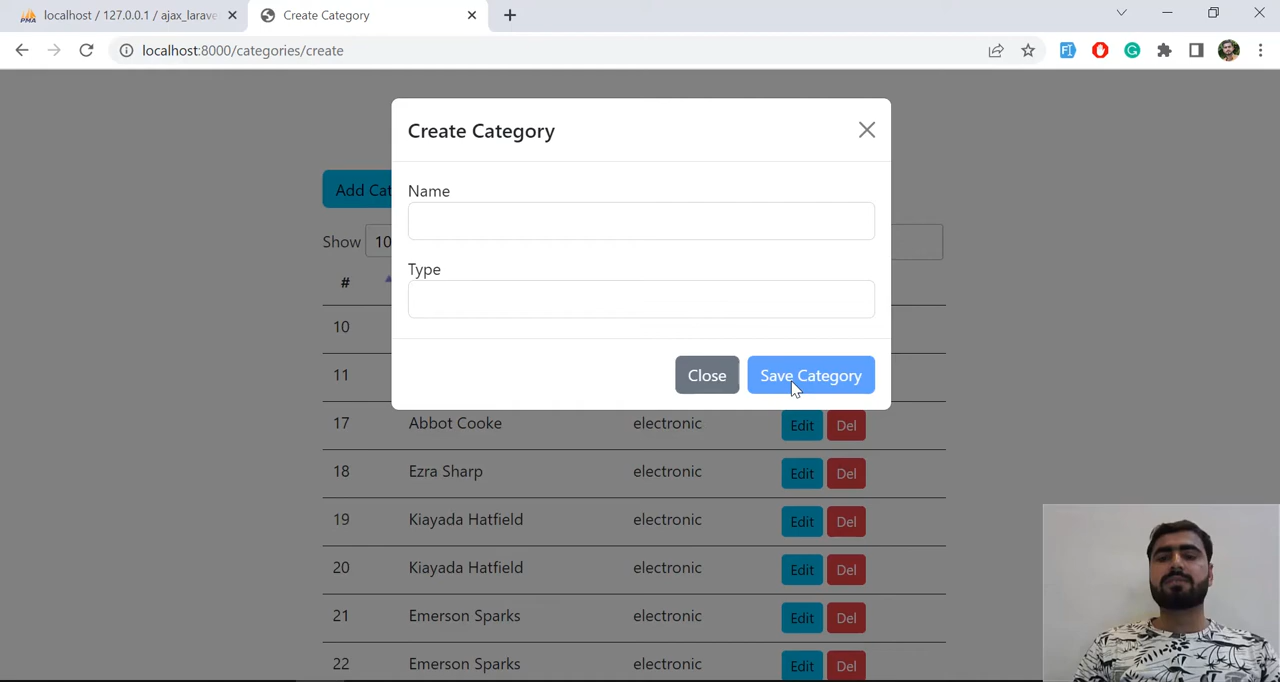 localhost / 127.0.0.1 / ajax_larave
Create Category
localhost:8000/categories/create
Create Category
Name
Type
Close Save Category
Add Cat
Show 10
#
10
11
17 Abbot Cooke electronic Edit Del
18 Ezra Sharp electronic Edit Del
19 Kiayada Hatfield electronic Edit Del
20 Kiayada Hatfield electronic Edit Del
21 Emerson Sparks electronic Edit Del
22 Emerson Sparks electronic Edit Del